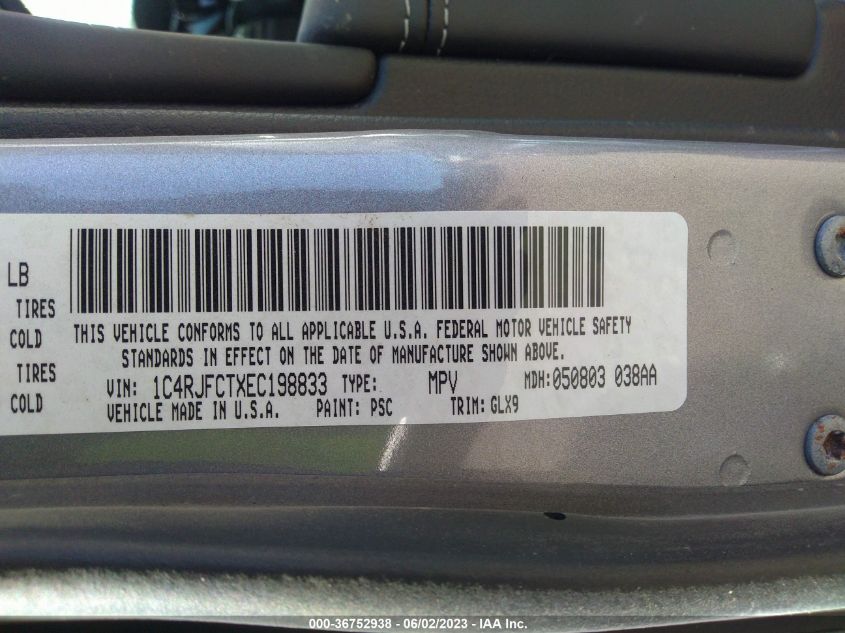 LB
TIRES
COLD
THIS VEHICLE CONFORMS TO ALL APPLICABLE U.S.A. FEDERAL MOTOR VEHICLE SAFETY
STANDARDS IN EFFECT ON THE DATE OF MANUFACTURE SHOWN ABOVE.
TIRES
COLD
VIN: 1C4RJFCTXEC198833 TYPE: MPV MDH:050803 038AA
VEHICLE MADE IN U.S.A. PAINT: PSC TRIM: GLX9
000-36752938 - 06/02/2023 - IAA Inc.